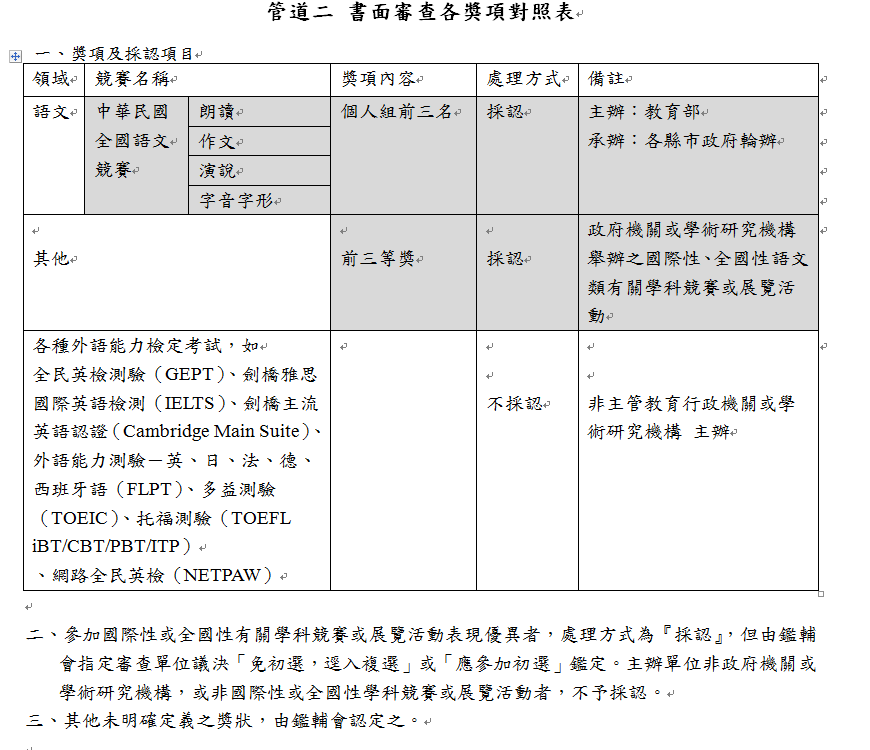 管道二 書面審查各獎項對照表
一、獎項及採認項目
領域 競賽名稱 獎項內容 處理方式 備註
語文 中華民國 朗讀 個人組前三名 採認 主辦：教育部
全國語文 作文 承辦：各縣市政府輪辦
競賽 演說
字音字形
政府機關或學術研究機構
其他 前三等獎 採認 舉辦之國際性、全國性語文
類有關學科競賽或展覽活
動
各種外語能力檢定考試，如
全民英檢測驗（GEPT）、劍橋雅思
國際英語檢測（IELTS）、劍橋主流 不採認 非主管教育行政機關或學
英語認證（Cambridge Main Suite）、 術研究機構 主辦
外語能力測驗－英、日、法、德、
西班牙語（FLPT）、多益測驗
（TOEIC）、托福測驗（TOEFL
iBT/CBT/PBT/ITP）
、網路全民英檢（NETPAW）
二、參加國際性或全國性有關學科競賽或展覽活動表現優異者，處理方式為『採認』，但由鑑輔
會指定審查單位議決「免初選，逕入複選」或「應參加初選」鑑定。主辦單位非政府機關或
學術研究機構，或非國際性或全國性學科競賽或展覽活動者，不予採認。
三、其他未明確定義之獎狀，由鑑輔會認定之。